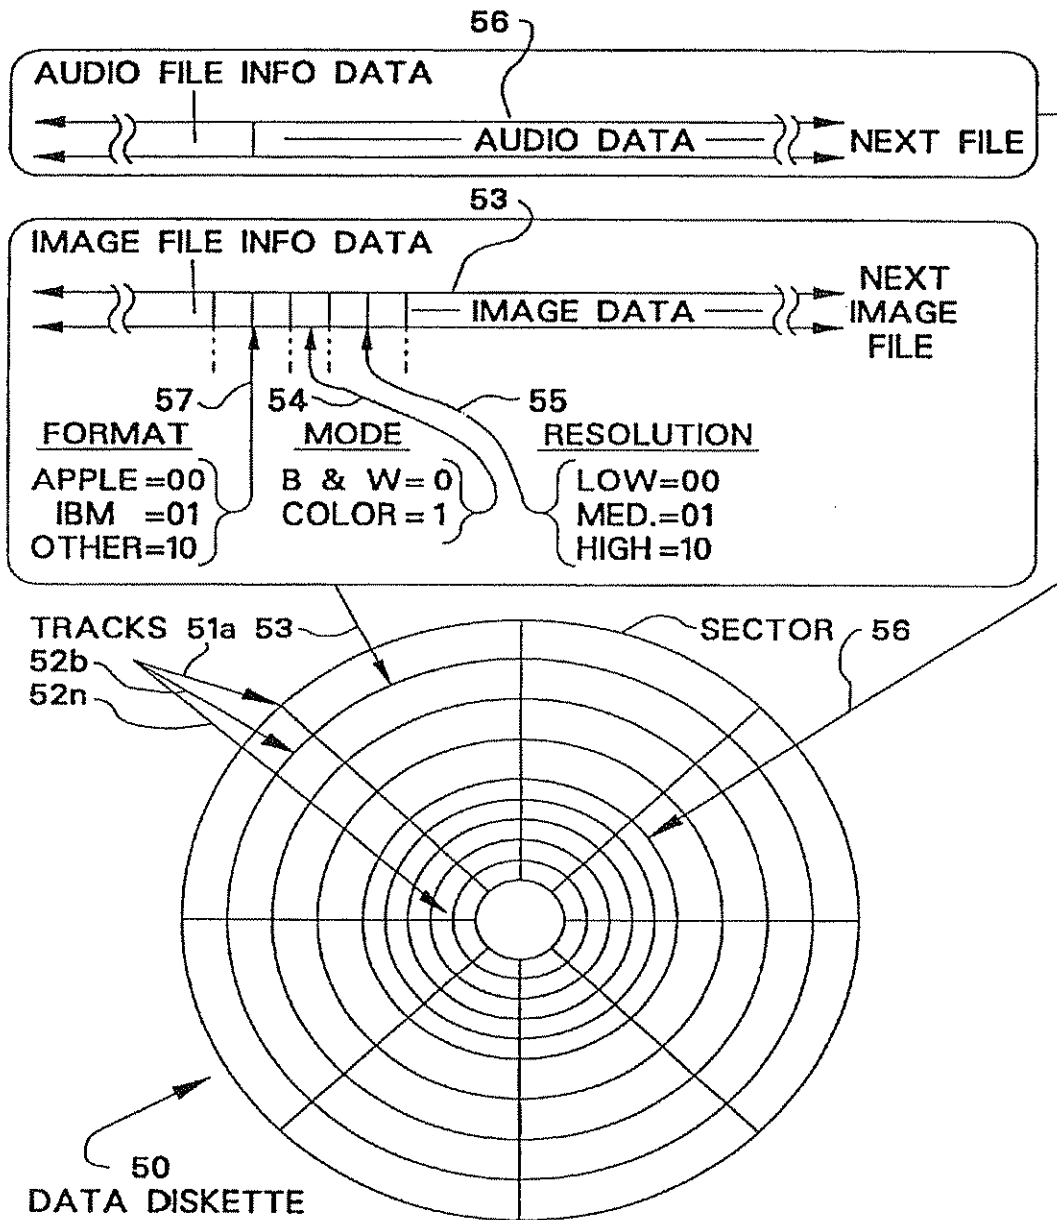 56
AUDIO FILE INFO DATA
AUDIO DATA
NEXT FILE
53
IMAGE FILE INFO DATA
IMAGE DATA
NEXT
IMAGE
FILE
57
54
55
FORMAT
APPLE=00
IBM =01
OTHER=10
MODE
B & W=0
COLOR=1
RESOLUTION
LOW=00
MED.=01
HIGH=10
TRACKS 51a 53
52b
52n
SECTOR 56
50
DATA DISKETTE